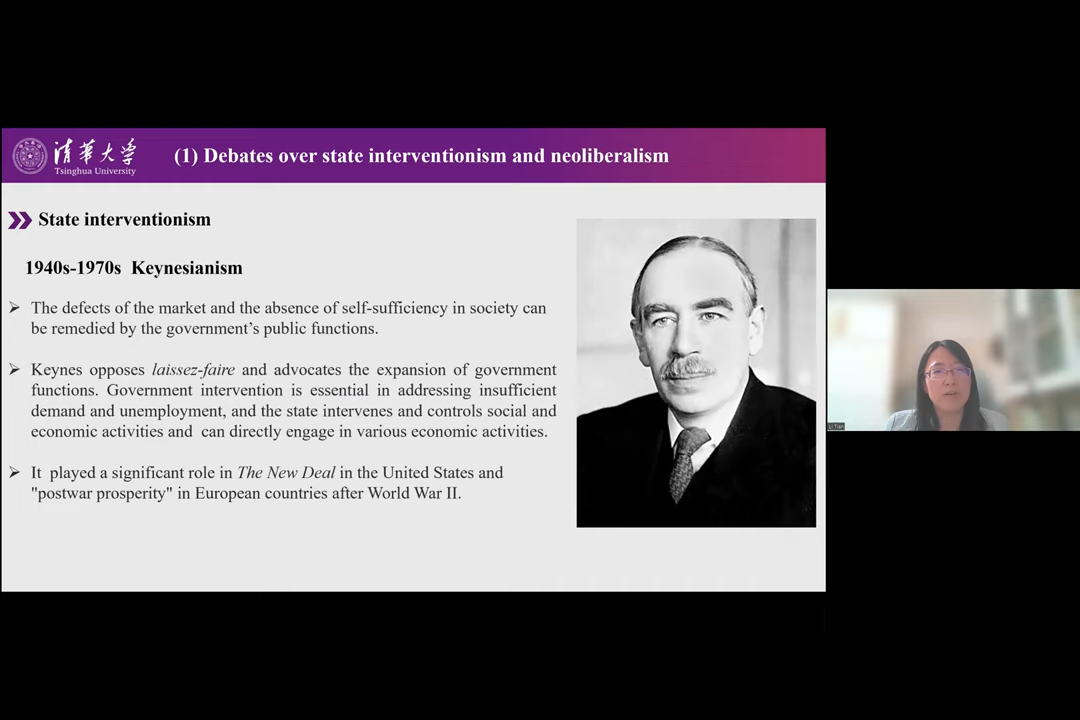 清华大学
Tsinghua University
(1) Debates over state interventionism and neoliberalism
State interventionism
1940s-1970s Keynesianism
The defects of the market and the absence of self-sufficiency in society can
be remedied by the government’s public functions.
Keynes opposes laissez-faire and advocates the expansion of government
functions. Government intervention is essential in addressing insufficient
demand and unemployment, and the state intervenes and controls social and
economic activities and can directly engage in various economic activities.
It played a significant role in The New Deal in the United States and
"postwar prosperity" in European countries after World War II.
Li Tian